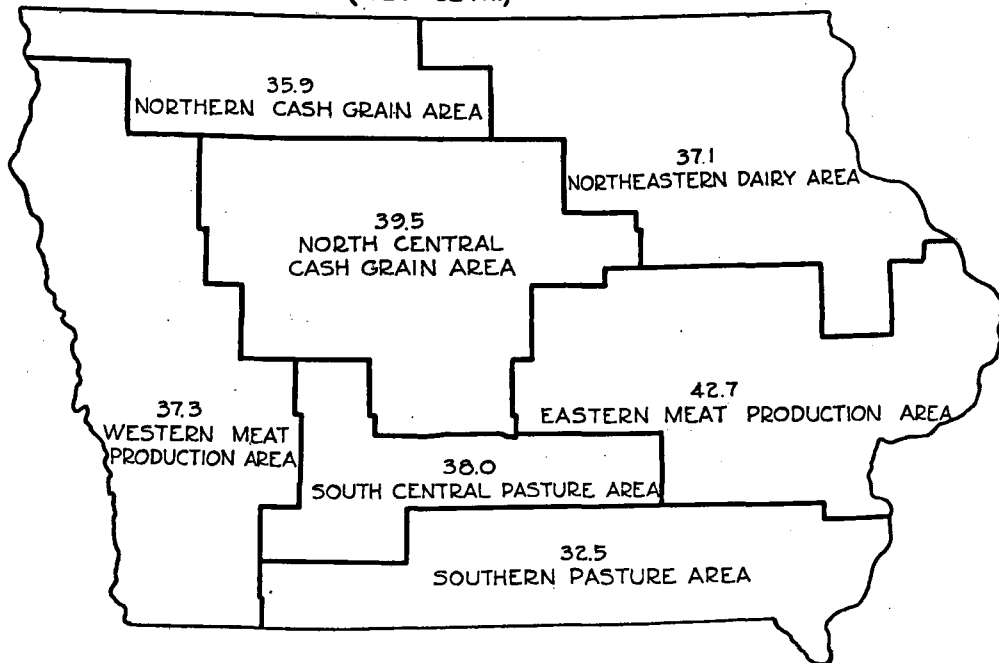 35.9
NORTHERN CASH GRAIN AREA
37.1
NORTHEASTERN DAIRY AREA
39.5
NORTH CENTRAL
CASH GRAIN AREA
42.7
EASTERN MEAT PRODUCTION AREA
37.3
WESTERN MEAT
PRODUCTION AREA
38.0
SOUTH CENTRAL PASTURE AREA
32.5
SOUTHERN PASTURE AREA